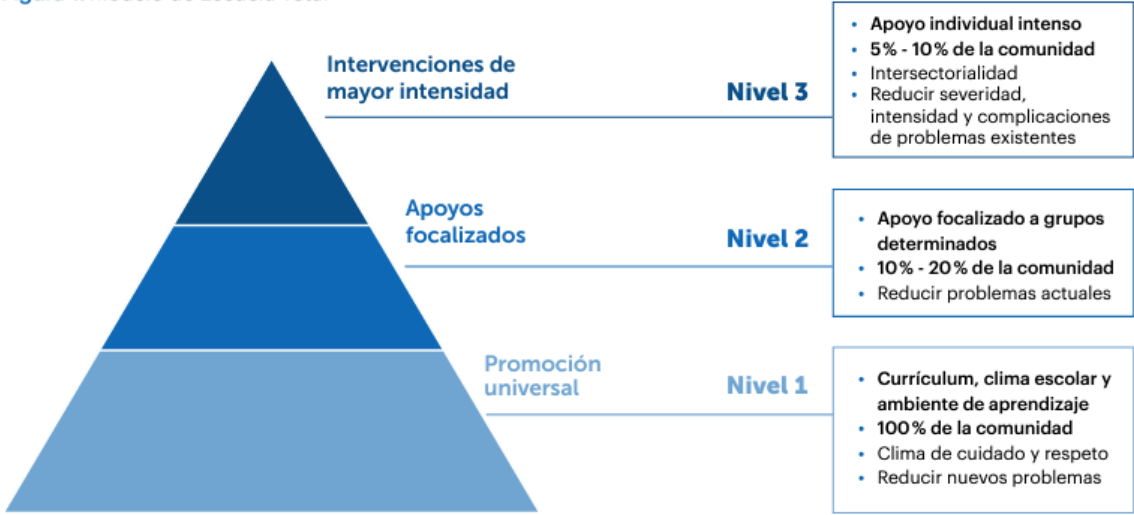 Intervenciones de
mayor intensidad
Nivel 3
• Apoyo individual intenso
• 5% - 10% de la comunidad
• Intersectorialidad
• Reducir severidad,
intensidad y complicaciones
de problemas existentes
Apoyos
focalizados
Nivel 2
• Apoyo focalizado a grupos
determinados
• 10% - 20% de la comunidad
• Reducir problemas actuales
Promoción
universal
Nivel 1
• Currículum, clima escolar y
ambiente de aprendizaje
• 100% de la comunidad
• Clima de cuidado y respeto
• Reducir nuevos problemas